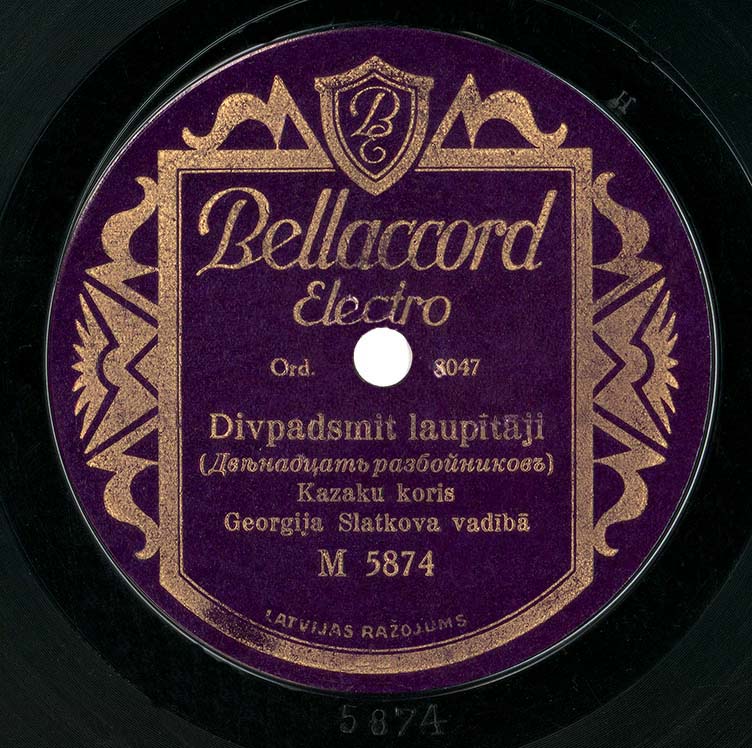 B
Bellaccord
Electro
Ord. 8047
Divpadsmit laupītāji
(Двѣнадцать разбойниковъ)
Kazaku koris
Georgija Slatkova vadībā
M 5874
LATVIJAS RAŽOJUMS
5874